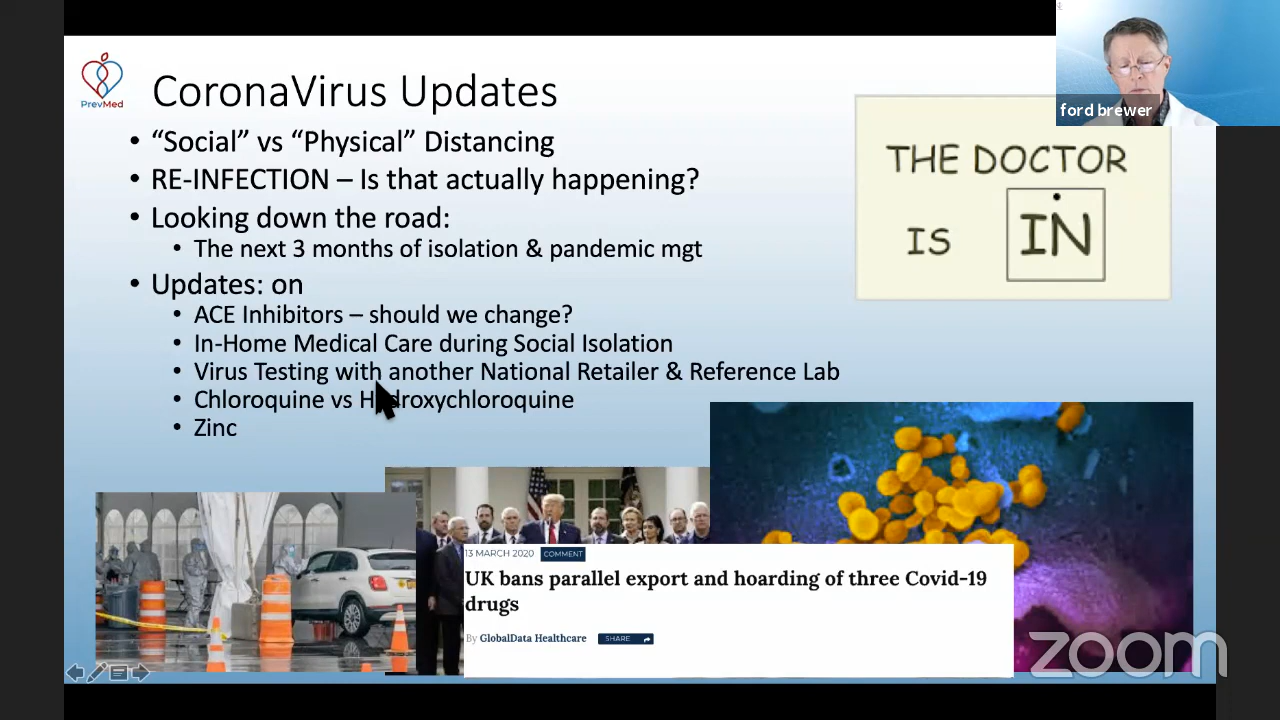 ford brewer
PrevMed
CoronaVirus Updates
• “Social” vs “Physical” Distancing
• RE-INFECTION – Is that actually happening?
• Looking down the road:
• The next 3 months of isolation & pandemic mgt
• Updates: on
• ACE Inhibitors – should we change?
• In-Home Medical Care during Social Isolation
• Virus Testing with another National Retailer & Reference Lab
• Chloroquine vs Hydroxychloroquine
• Zinc
THE DOCTOR
IS IN
13 MARCH 2020 COMMENT
UK bans parallel export and hoarding of three Covid-19
drugs
By GlobalData Healthcare SHARE
zoom